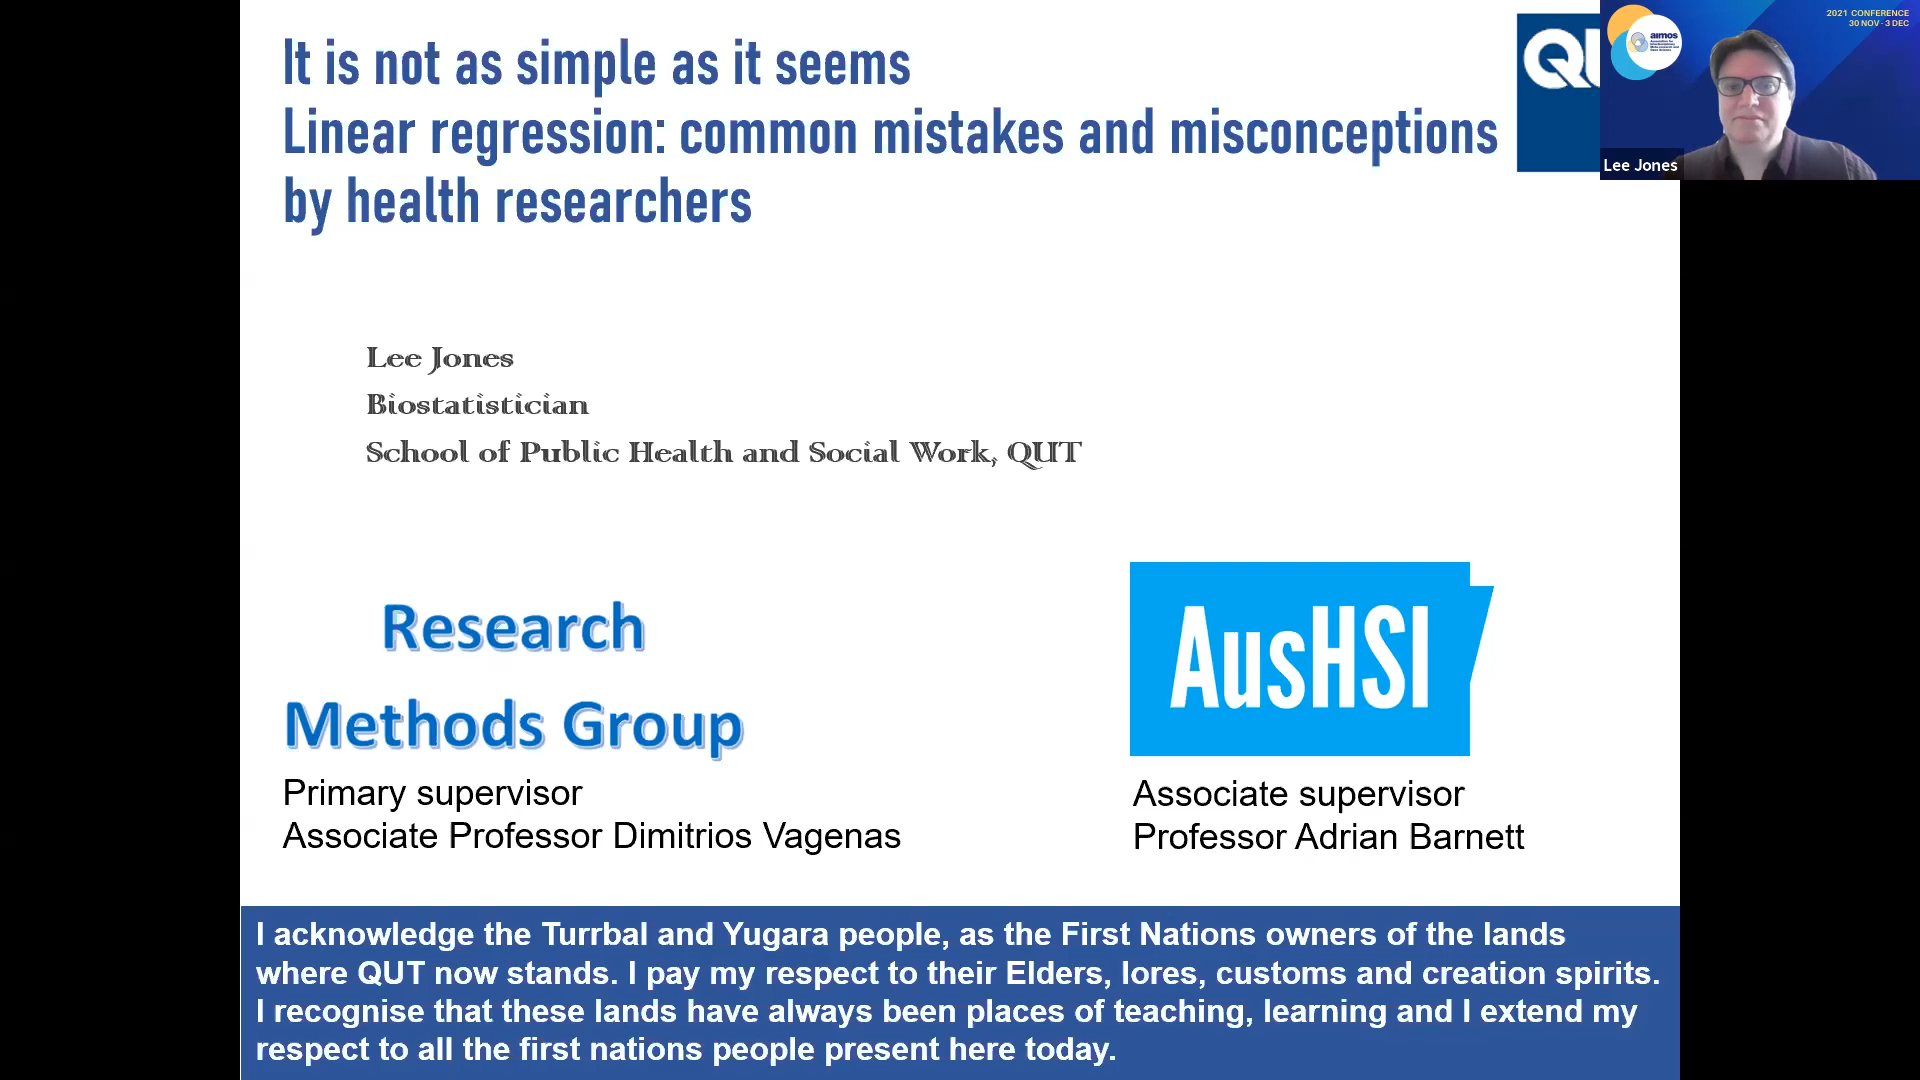 It is not as simple as it seems
Linear regression: common mistakes and misconceptions
by health researchers
2021 CONFERENCE
30 NOV - 3 DEC
aimos
Lee Jones
Lee Jones
Biostatistician
School of Public Health and Social Work, QUT
Research
Methods Group
AusHSI
Primary supervisor
Associate Professor Dimitrios Vagenas
Associate supervisor
Professor Adrian Barnett
I acknowledge the Turrbal and Yugara people, as the First Nations owners of the lands
where QUT now stands. I pay my respect to their Elders, lores, customs and creation spirits.
I recognise that these lands have always been places of teaching, learning and I extend my
respect to all the first nations people present here today.